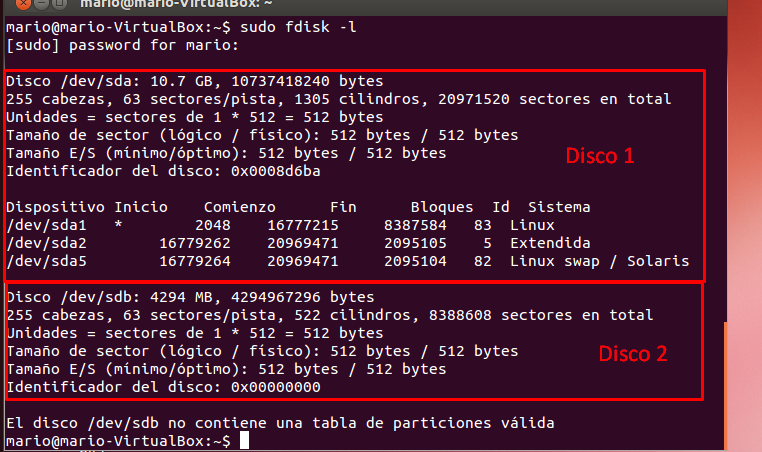 mario@mario-VirtualBox: ~
mario@mario-VirtualBox:~$ sudo fdisk -l
[sudo] password for mario:
Disco /dev/sda: 10.7 GB, 10737418240 bytes
255 cabezas, 63 sectores/pista, 1305 cilindros, 20971520 sectores en total
Unidades = sectores de 1 * 512 = 512 bytes
Tamaño de sector (lógico / físico): 512 bytes / 512 bytes
Tamaño E/S (mínimo/óptimo): 512 bytes / 512 bytes
Disco 1
Identificador del disco: 0x0008d6ba
Dispositivo Inicio    Comienzo      Fin      Bloques  Id  Sistema
/dev/sda1   *        2048    16777215     8387584   83  Linux
/dev/sda2        16779262    20969471     2095105    5  Extendida
/dev/sda5        16779264    20969471     2095104   82  Linux swap / Solaris
Disco /dev/sdb: 4294 MB, 4294967296 bytes
255 cabezas, 63 sectores/pista, 522 cilindros, 8388608 sectores en total
Unidades = sectores de 1 * 512 = 512 bytes
Tamaño de sector (lógico / físico): 512 bytes / 512 bytes
Disco 2
Tamaño E/S (mínimo/óptimo): 512 bytes / 512 bytes
Identificador del disco: 0x00000000
El disco /dev/sdb no contiene una tabla de particiones válida
mario@mario-VirtualBox:~$